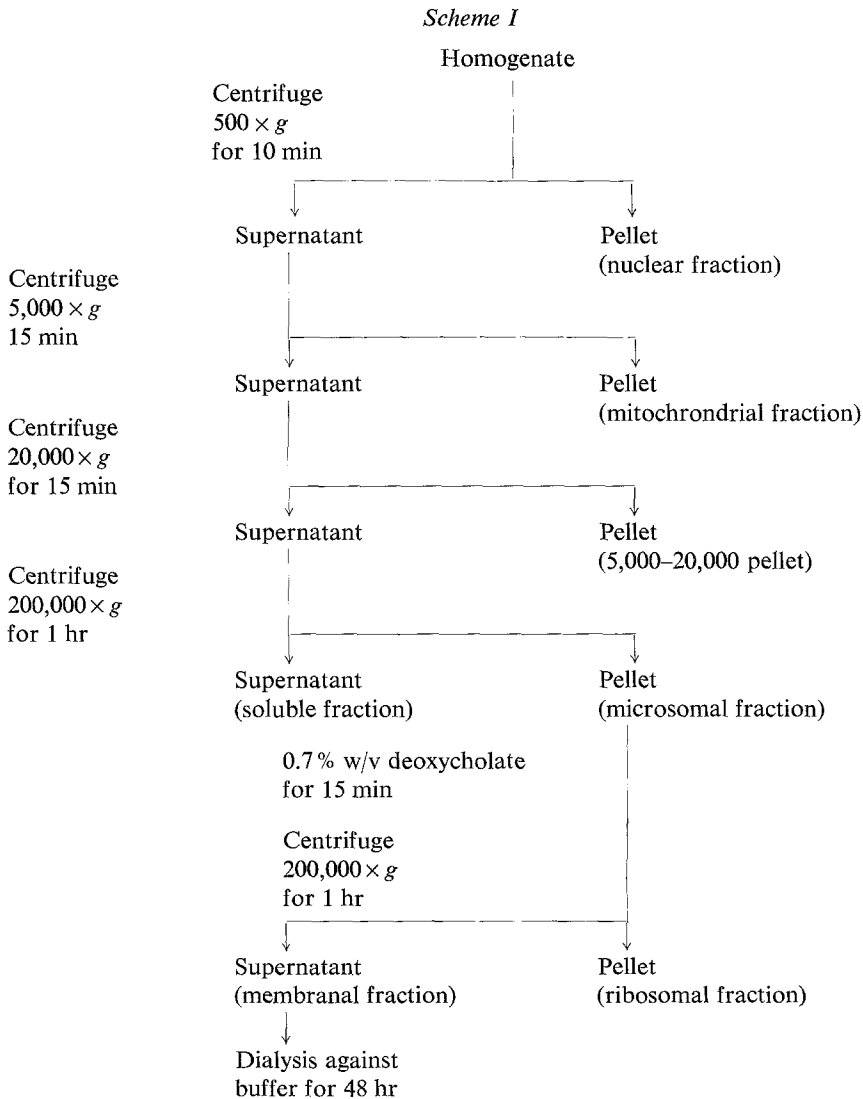 Scheme I
Homogenate
Centrifuge
500 × g
for 10 min
Supernatant
Pellet
(nuclear fraction)
Centrifuge
5,000 × g
15 min
Supernatant
Pellet
(mitochrondrial fraction)
Centrifuge
20,000 × g
for 15 min
Supernatant
Pellet
(5,000–20,000 pellet)
Centrifuge
200,000 × g
for 1 hr
Supernatant
(soluble fraction)
Pellet
(microsomal fraction)
0.7% w/v deoxycholate
for 15 min
Centrifuge
200,000 × g
for 1 hr
Supernatant
(membranal fraction)
Pellet
(ribosomal fraction)
Dialysis against
buffer for 48 hr